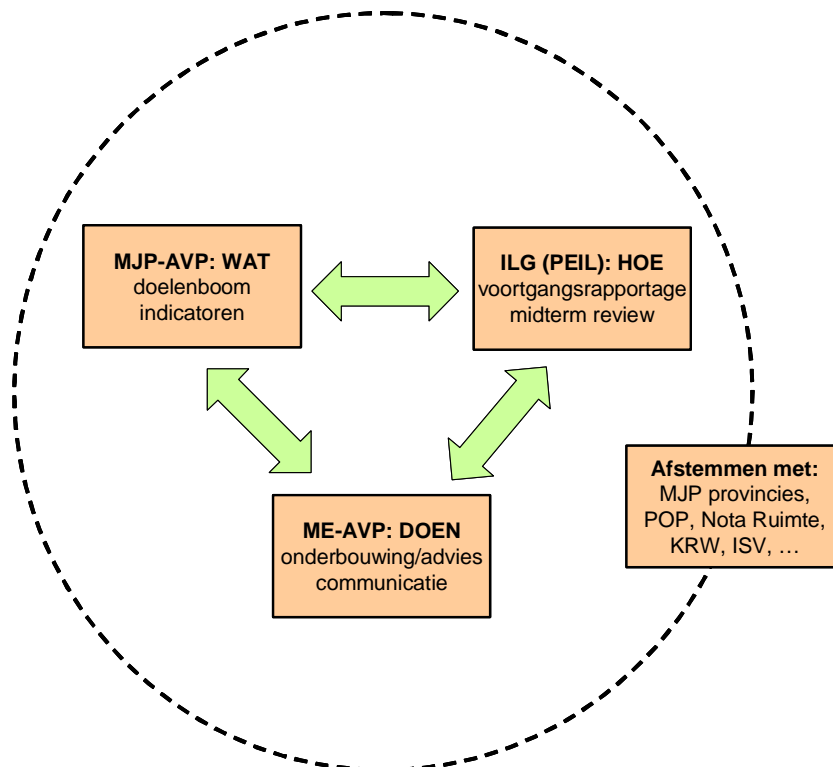 MJP-AVP: WAT
doelenboom
indicatoren
ILG (PEIL): HOE
voortgangsrapportage
midterm review
ME-AVP: DOEN
onderbouwing/advies
communicatie
Afstemmen met:
MJP provincies,
POP, Nota Ruimte,
KRW, ISV, …